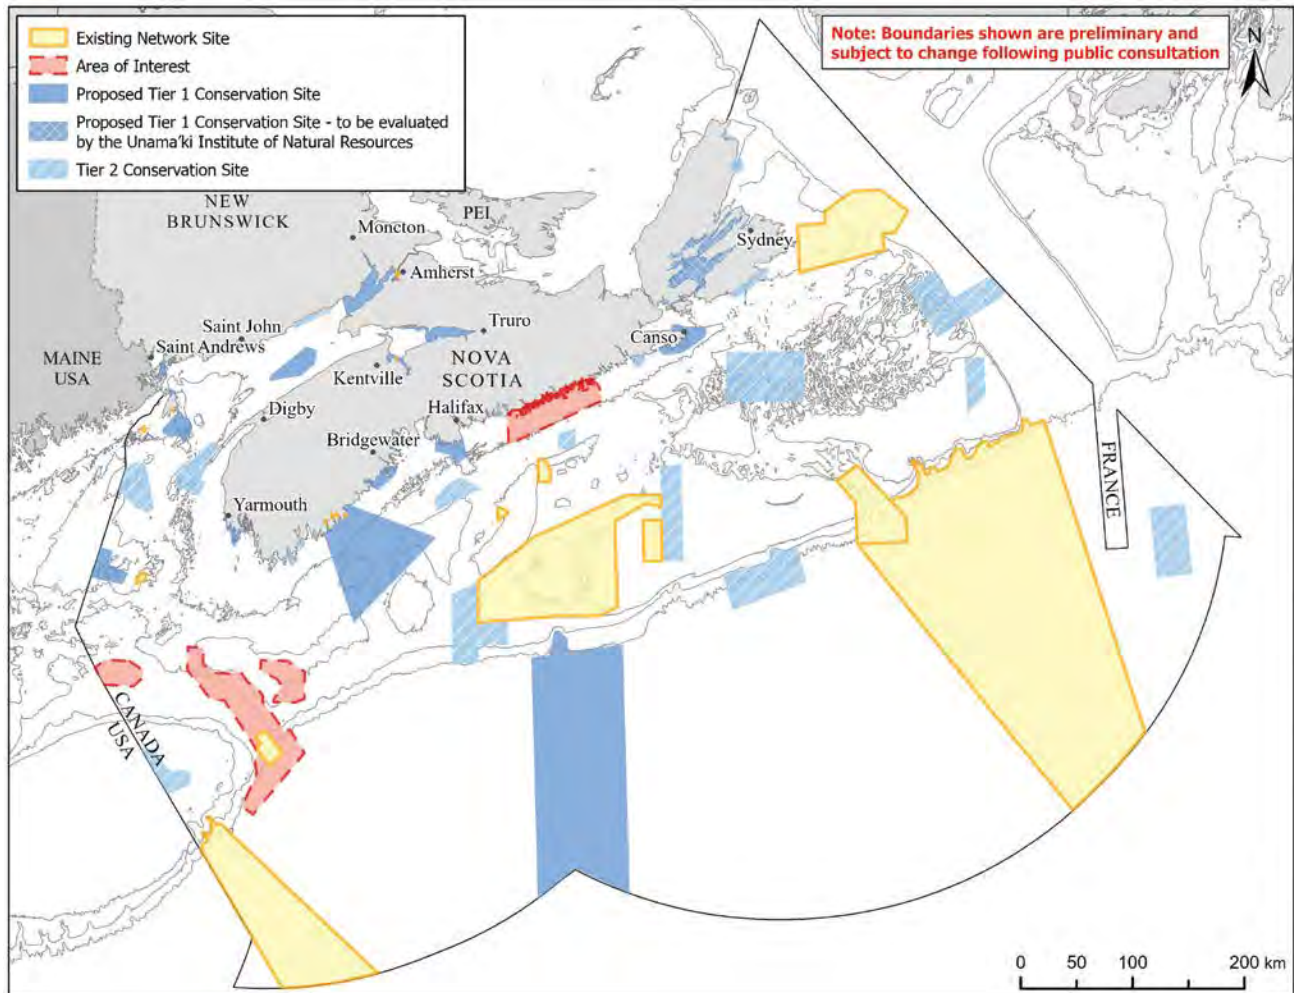 Existing Network Site
Area of Interest
Proposed Tier 1 Conservation Site
Proposed Tier 1 Conservation Site - to be evaluated
by the Unama'ki Institute of Natural Resources
Tier 2 Conservation Site
Note: Boundaries shown are preliminary and
subject to change following public consultation
N
NEW
BRUNSWICK
PEI
Moncton
Sydney
Amherst
Saint John
Truro
Canso
Saint Andrews
MAINE
USA
NOVA
SCOTIA
Kentville
Digby
Halifax
Bridgewater
Yarmouth
FRANCE
CANADA
USA
0 50 100 200 km